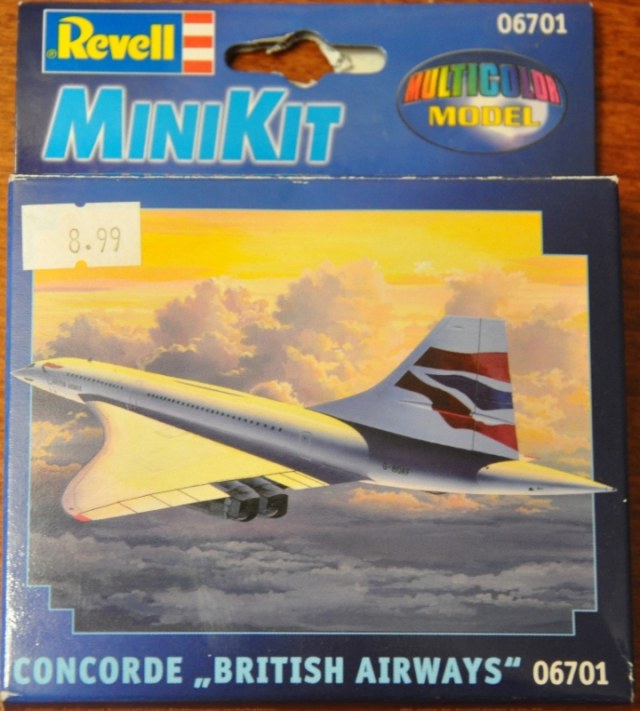 Revell
06701
MINIKIT
MULTICOLOR
MODEL
8.99
CONCORDE „BRITISH AIRWAYS“ 06701